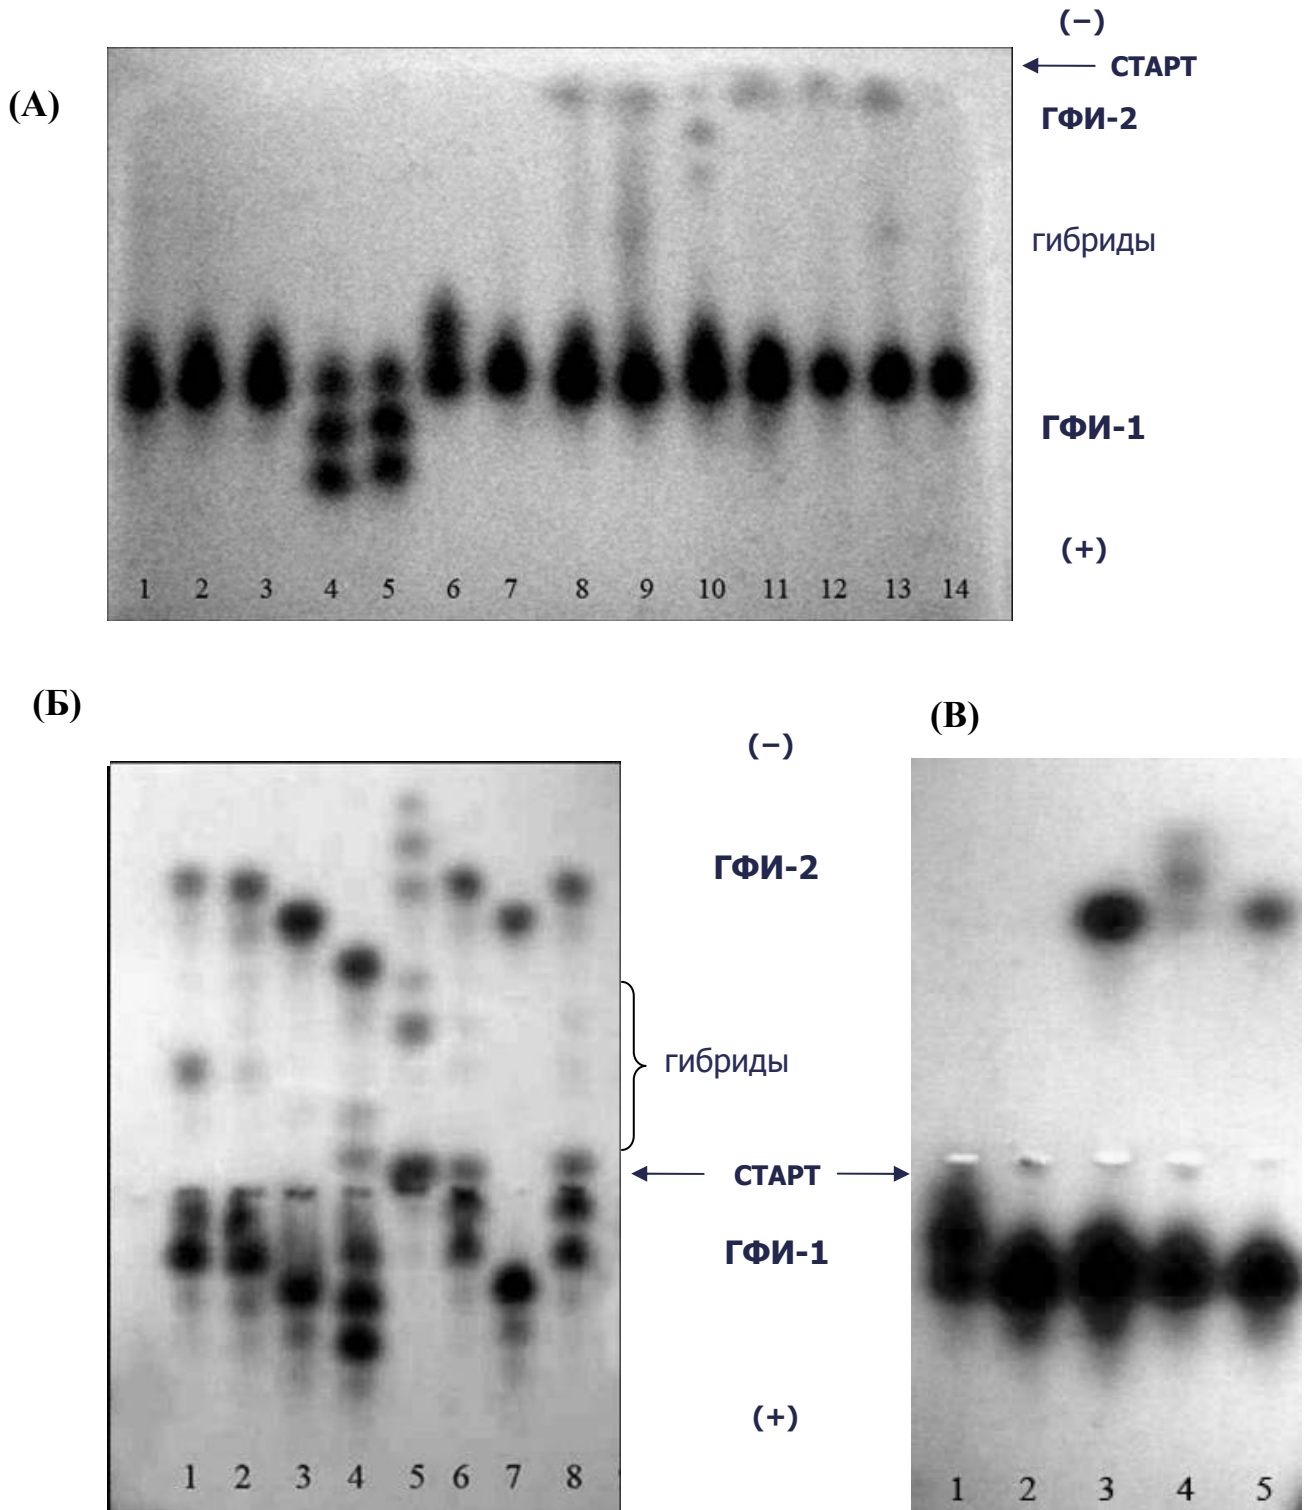 (−)
СТАРТ
(А)
ГФИ-2
гибриды
ГФИ-1
(+)
1 2 3 4 5 6 7 8 9 10 11 12 13 14
(Б)
(В)
(−)
ГФИ-2
гибриды
СТАРТ
ГФИ-1
(+)
1 2 3 4 5 6 7 8
1 2 3 4 5